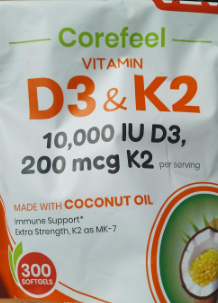 Corefeel
VITAMIN
D3 & K2
10,000 IU D3,
200 mcg K2 per serving
MADE WITH COCONUT OIL
Immune Support*
Extra Strength, K2 as MK-7
300
SOFTGELS